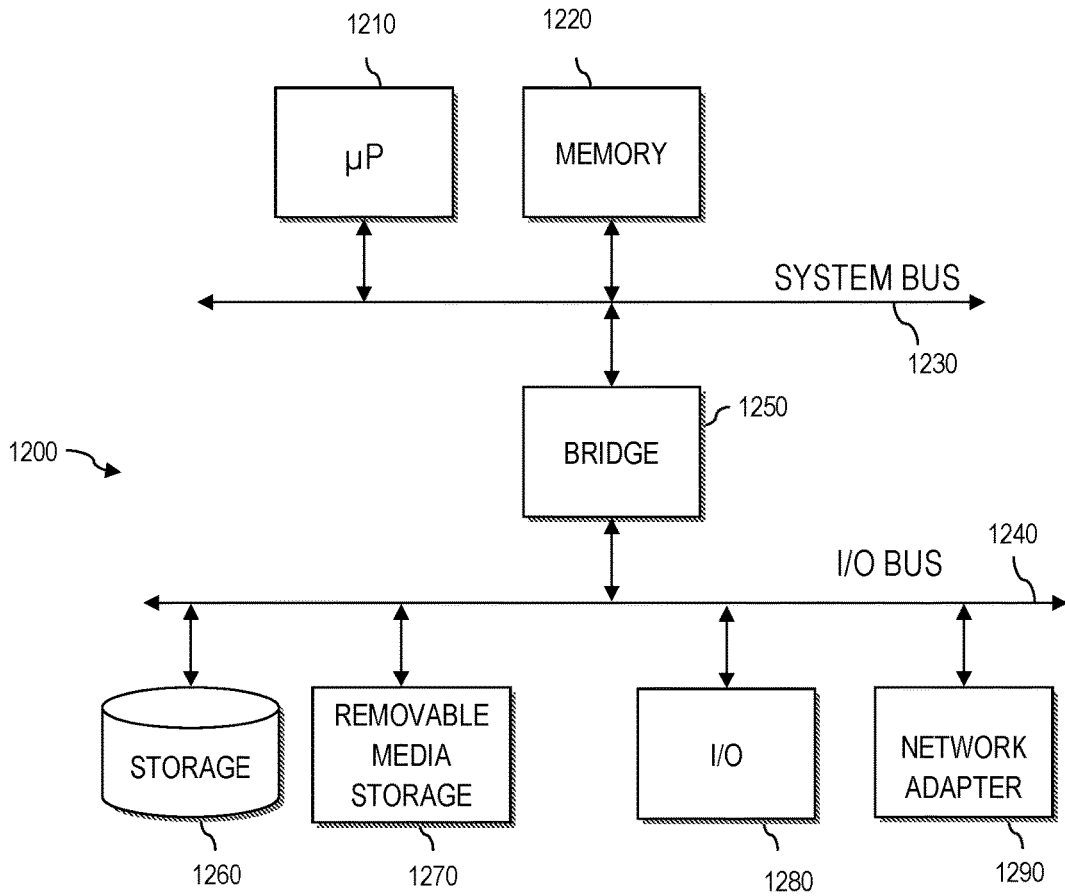 1210
1220
µP
MEMORY
SYSTEM BUS
1230
1250
BRIDGE
1200
1240
I/O BUS
STORAGE
REMOVABLE
MEDIA
STORAGE
I/O
NETWORK
ADAPTER
1260
1270
1280
1290